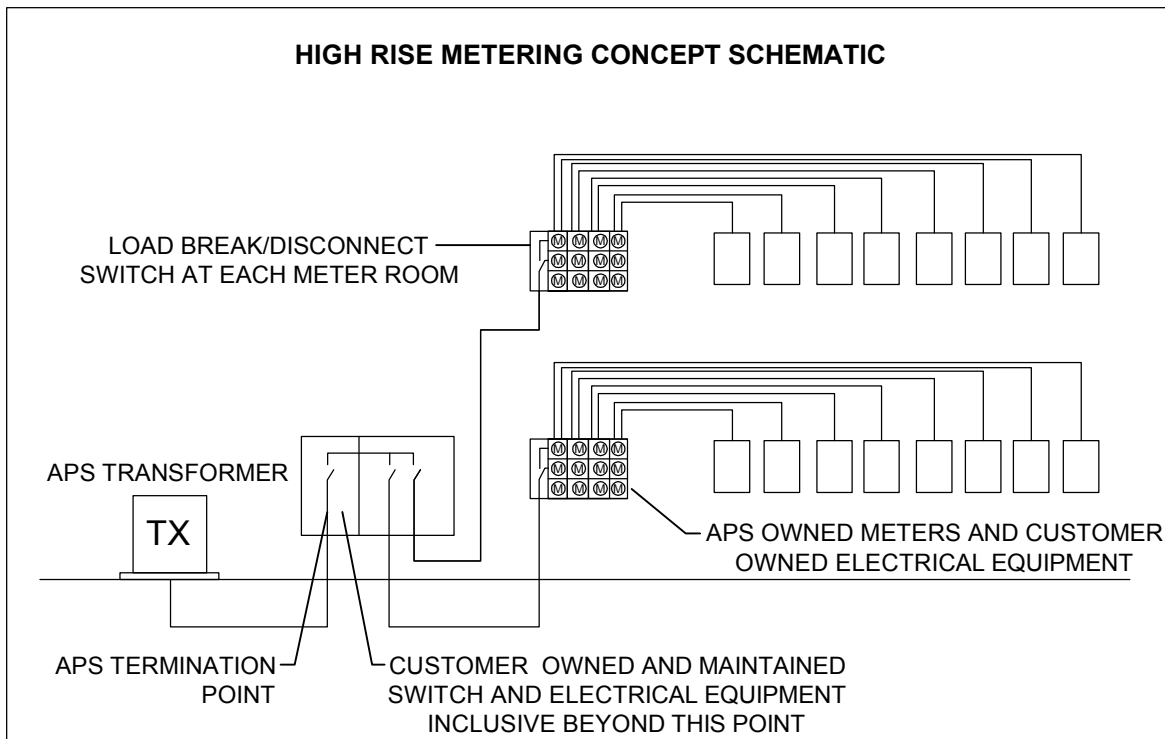 HIGH RISE METERING CONCEPT SCHEMATIC
LOAD BREAK/DISCONNECT
SWITCH AT EACH METER ROOM
M M M M
M M M M
M M M M
APS TRANSFORMER
TX
M M M M
M M M M
M M M M
APS OWNED METERS AND CUSTOMER
OWNED ELECTRICAL EQUIPMENT
APS TERMINATION
POINT
CUSTOMER OWNED AND MAINTAINED
SWITCH AND ELECTRICAL EQUIPMENT
INCLUSIVE BEYOND THIS POINT